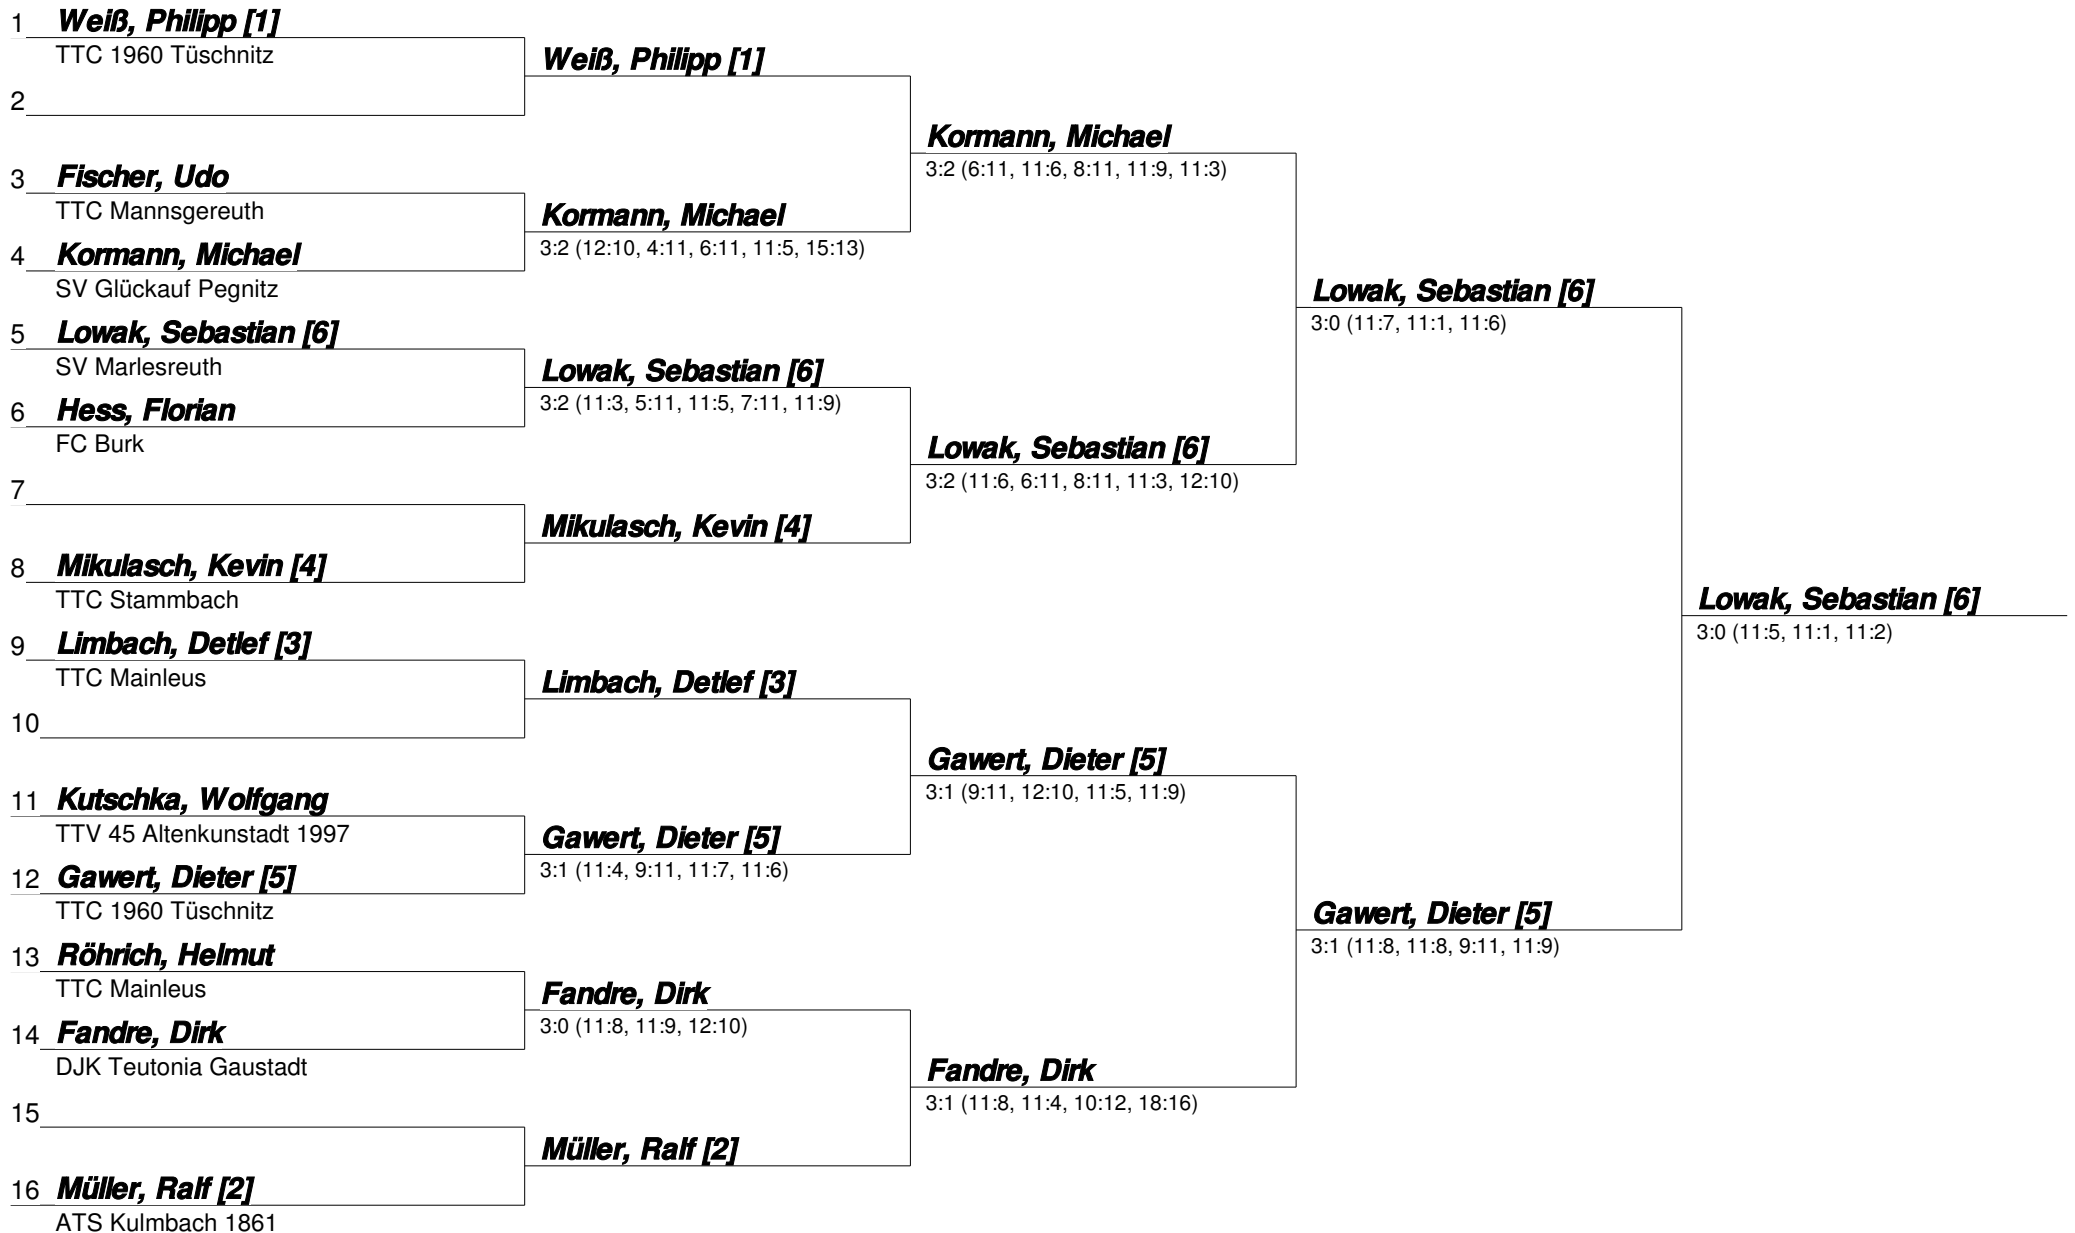 1 Weiß, Philipp [1]
TTC 1960 Tüschnitz
2
3 Fischer, Udo
TTC Mannsgereuth
4 Kormann, Michael
SV Glückauf Pegnitz
5 Lowak, Sebastian [6]
SV Marlesreuth
6 Hess, Florian
FC Burk
7
8 Mikulasch, Kevin [4]
TTC Stammbach
9 Limbach, Detlef [3]
TTC Mainleus
10
11 Kutschka, Wolfgang
TTV 45 Altenkunstadt 1997
12 Gawert, Dieter [5]
TTC 1960 Tüschnitz
13 Röhrich, Helmut
TTC Mainleus
14 Fandre, Dirk
DJK Teutonia Gaustadt
15
16 Müller, Ralf [2]
ATS Kulmbach 1861
Weiß, Philipp [1]
Kormann, Michael
3:2 (12:10, 4:11, 6:11, 11:5, 15:13)
Lowak, Sebastian [6]
3:2 (11:3, 5:11, 11:5, 7:11, 11:9)
Mikulasch, Kevin [4]
Limbach, Detlef [3]
Gawert, Dieter [5]
3:1 (11:4, 9:11, 11:7, 11:6)
Fandre, Dirk
3:0 (11:8, 11:9, 12:10)
Müller, Ralf [2]
Kormann, Michael
3:2 (6:11, 11:6, 8:11, 11:9, 11:3)
Lowak, Sebastian [6]
3:2 (11:6, 6:11, 8:11, 11:3, 12:10)
Gawert, Dieter [5]
3:1 (9:11, 12:10, 11:5, 11:9)
Fandre, Dirk
3:1 (11:8, 11:4, 10:12, 18:16)
Lowak, Sebastian [6]
3:0 (11:7, 11:1, 11:6)
Gawert, Dieter [5]
3:1 (11:8, 11:8, 9:11, 11:9)
Lowak, Sebastian [6]
3:0 (11:5, 11:1, 11:2)